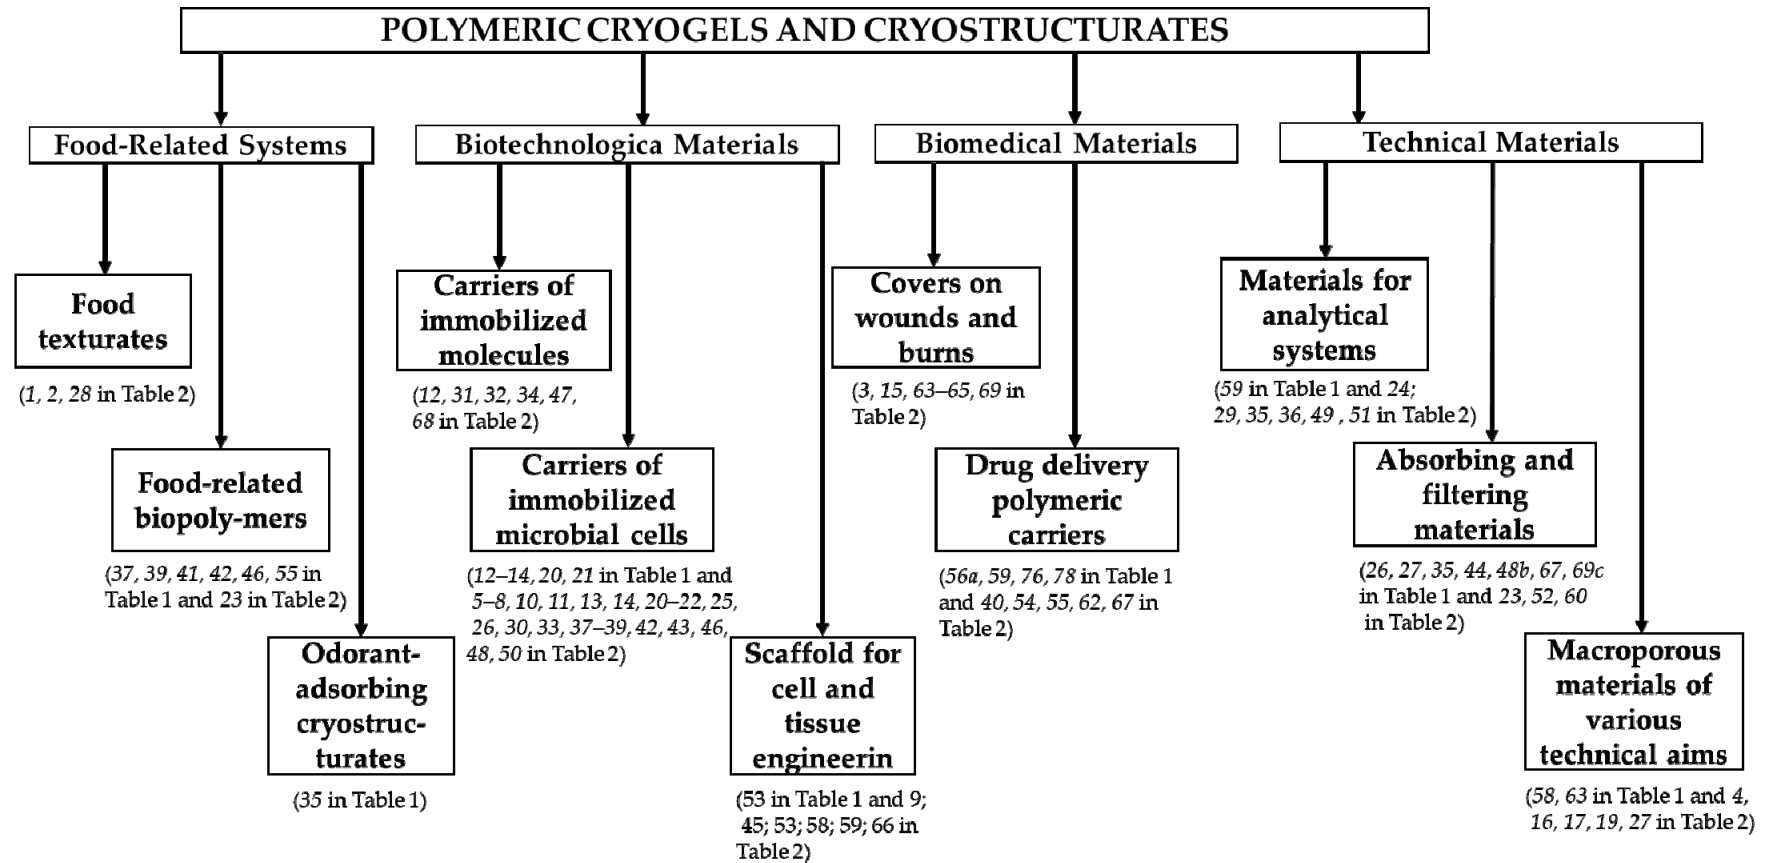 POLYMERIC CRYOGELS AND CRYOSTRUCTURATES
Food-Related Systems
Biotechnologica Materials
Biomedical Materials
Technical Materials
Food
texturates
(1, 2, 28 in Table 2)
Food-related
biopoly-mers
(37, 39, 41, 42, 46, 55 in
Table 1 and 23 in Table 2)
Odorant-
adsorbing
cryostruc-
turates
(35 in Table 1)
Carriers of
immobilized
molecules
(12, 31, 32, 34, 47,
68 in Table 2)
Carriers of
immobilized
microbial cells
(12–14, 20, 21 in Table 1 and
5–8, 10, 11, 13, 14, 20–22, 25,
26, 30, 33, 37–39, 42, 43, 46,
48, 50 in Table 2)
Scaffold for
cell and
tissue
engineerin
(53 in Table 1 and 9;
45; 53; 58; 59; 66 in
Table 2)
Covers on
wounds and
burns
(3, 15, 63–65, 69 in
Table 2)
Drug delivery
polymeric
carriers
(56a, 59, 76, 78 in Table 1
and 40, 54, 55, 62, 67 in
Table 2)
Materials for
analytical
systems
(59 in Table 1 and 24;
29, 35, 36, 49 , 51 in Table 2)
Absorbing and
filtering
materials
(26, 27, 35, 44, 48b, 67, 69c
in Table 1 and 23, 52, 60
in Table 2)
Macroporous
materials of
various
technical aims
(58, 63 in Table 1 and 4,
16, 17, 19, 27 in Table 2)